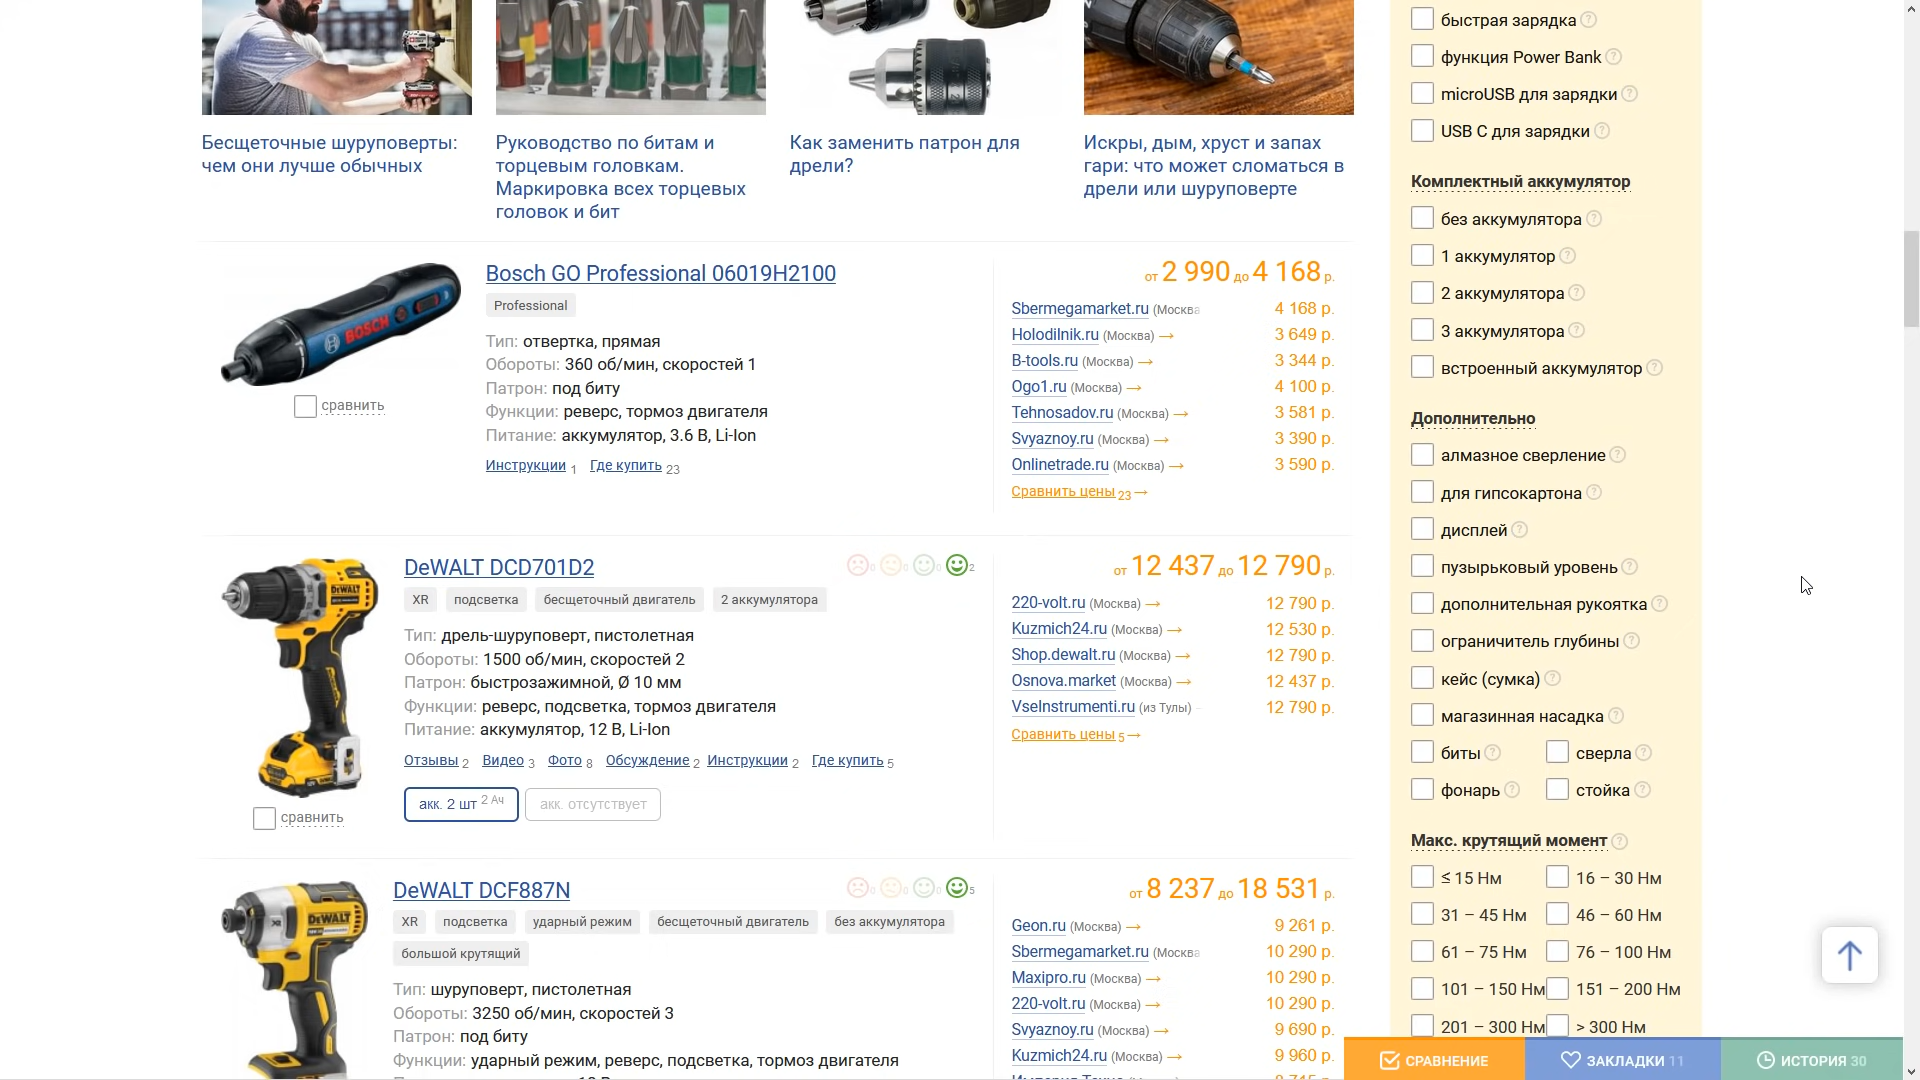 Бесщеточные шуруповерты:
чем они лучше обычных
Руководство по битам и
торцевым головкам.
Маркировка всех торцевых
головок и бит
Как заменить патрон для
дрели?
Искры, дым, хруст и запах
гари: что может сломаться в
дрели или шуруповерте
BOSCH
Bosch GO Professional 06019H2100
Professional
Тип: отвертка, прямая
Обороты: 360 об/мин, скоростей 1
Патрон: под биту
Функции: реверс, тормоз двигателя
Питание: аккумулятор, 3.6 В, Li-Ion
Инструкции 1 Где купить 23
сравнить
от 2 990 до 4 168 р.
Sbermegamarket.ru (Москва 4 168 р.
Holodilnik.ru (Москва) → 3 649 р.
B-tools.ru (Москва) → 3 344 р.
Ogo1.ru (Москва) → 4 100 р.
Tehnosadov.ru (Москва) → 3 581 р.
Svyaznoy.ru (Москва) → 3 390 р.
Onlinetrade.ru (Москва) → 3 590 р.
Сравнить цены 23 →
DeWALT DCD701D2
0 0 0 2
XR подсветка бесщеточный двигатель 2 аккумулятора
Тип: дрель-шуруповерт, пистолетная
Обороты: 1500 об/мин, скоростей 2
Патрон: быстрозажимной, Ø 10 мм
Функции: реверс, подсветка, тормоз двигателя
Питание: аккумулятор, 12 В, Li-Ion
Отзывы 2 Видео 3 Фото 8 Обсуждение 2 Инструкции 2 Где купить 5
акк. 2 шт 2 Ач акк. отсутствует
DEWALT
сравнить
от 12 437 до 12 790 р.
220-volt.ru (Москва) → 12 790 р.
Kuzmich24.ru (Москва) → 12 530 р.
Shop.dewalt.ru (Москва) → 12 790 р.
Osnova.market (Москва) → 12 437 р.
VseInstrumenti.ru (из Тулы) 12 790 р.
Сравнить цены 5 →
DeWALT DCF887N
0 0 0 5
XR подсветка ударный режим бесщеточный двигатель без аккумулятора
большой крутящий
Тип: шуруповерт, пистолетная
Обороты: 3250 об/мин, скоростей 3
Патрон: под биту
Функции: ударный режим, реверс, подсветка, тормоз двигателя
DEWALT
XR
от 8 237 до 18 531 р.
Geon.ru (Москва) → 9 261 р.
Sbermegamarket.ru (Москва 10 290 р.
Maxipro.ru (Москва) → 10 290 р.
220-volt.ru (Москва) → 10 290 р.
Svyaznoy.ru (Москва) → 9 690 р.
Kuzmich24.ru (Москва) → 9 960 р.
быстрая зарядка ?
функция Power Bank ?
microUSB для зарядки ?
USB C для зарядки ?
Комплектный аккумулятор
без аккумулятора ?
1 аккумулятор ?
2 аккумулятора ?
3 аккумулятора ?
встроенный аккумулятор ?
Дополнительно
алмазное сверление ?
для гипсокартона ?
дисплей ?
пузырьковый уровень ?
дополнительная рукоятка ?
ограничитель глубины ?
кейс (сумка) ?
магазинная насадка ?
биты ? сверла ?
фонарь ? стойка ?
Макс. крутящий момент ?
≤ 15 Нм 16 – 30 Нм
31 – 45 Нм 46 – 60 Нм
61 – 75 Нм 76 – 100 Нм
101 – 150 Нм 151 – 200 Нм
201 – 300 Нм > 300 Нм
СРАВНЕНИЕ ЗАКЛАДКИ 11 ИСТОРИЯ 30